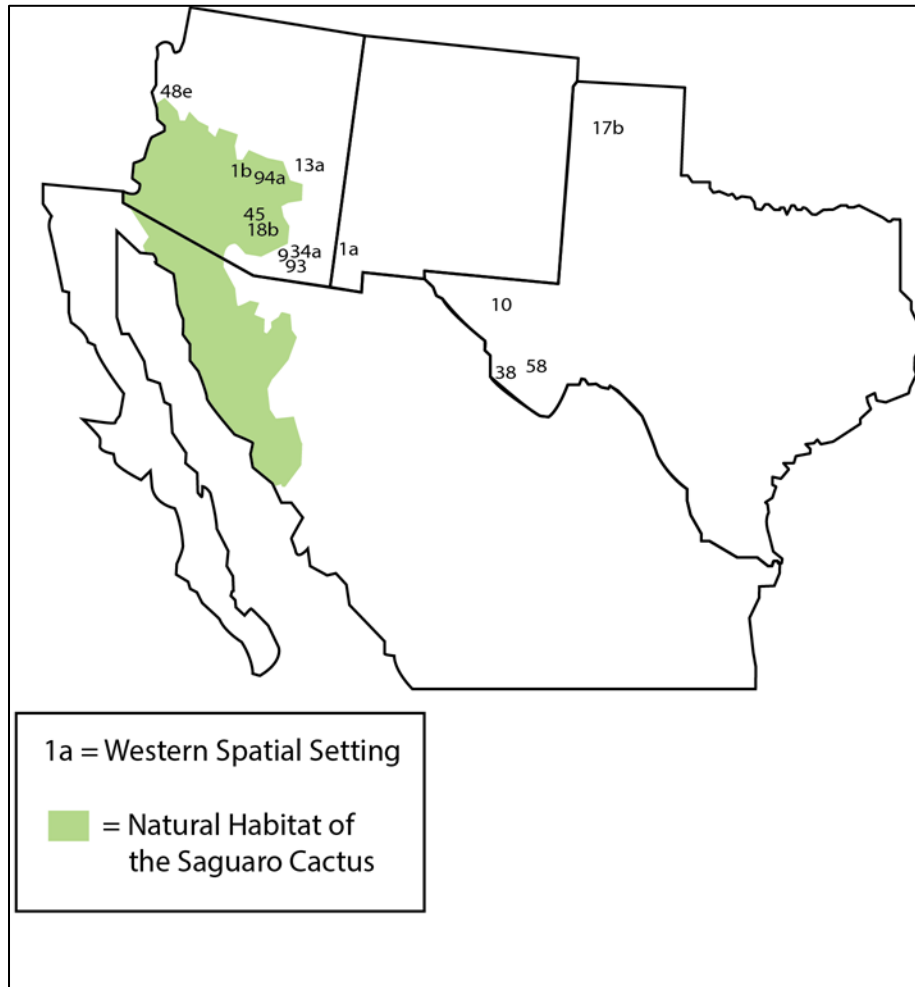 48e
17b
13a
1b
94a
45
18b
1a
934a
93
10
38
58
1a = Western Spatial Setting
= Natural Habitat of
the Saguaro Cactus